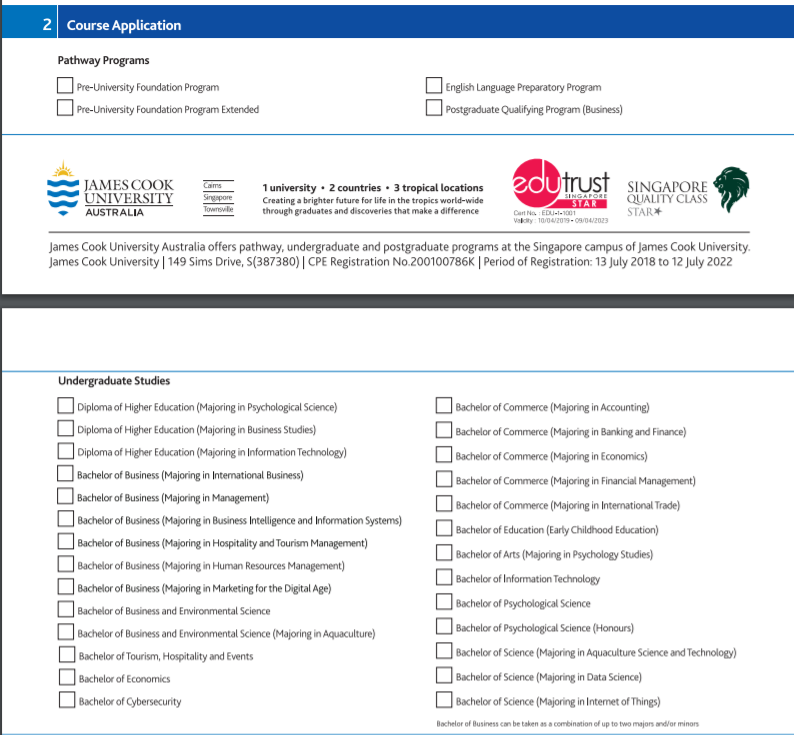 2 Course Application
Pathway Programs
Pre-University Foundation Program
Pre-University Foundation Program Extended
English Language Preparatory Program
Postgraduate Qualifying Program (Business)
JAMES COOK
UNIVERSITY
AUSTRALIA
Cairns
Singapore
Townsville
1 university • 2 countries • 3 tropical locations
Creating a brighter future for life in the tropics world-wide
through graduates and discoveries that make a difference
edutrust
SINGAPORE
STAR
Cert No. : EDU-1-1001
Validity : 10/04/2019 - 09/04/2023
SINGAPORE
QUALITY CLASS
STAR
James Cook University Australia offers pathway, undergraduate and postgraduate programs at the Singapore campus of James Cook University.
James Cook University | 149 Sims Drive, S(387380) | CPE Registration No.200100786K | Period of Registration: 13 July 2018 to 12 July 2022
Undergraduate Studies
Diploma of Higher Education (Majoring in Psychological Science)
Diploma of Higher Education (Majoring in Business Studies)
Diploma of Higher Education (Majoring in Information Technology)
Bachelor of Business (Majoring in International Business)
Bachelor of Business (Majoring in Management)
Bachelor of Business (Majoring in Business Intelligence and Information Systems)
Bachelor of Business (Majoring in Hospitality and Tourism Management)
Bachelor of Business (Majoring in Human Resources Management)
Bachelor of Business (Majoring in Marketing for the Digital Age)
Bachelor of Business and Environmental Science
Bachelor of Business and Environmental Science (Majoring in Aquaculture)
Bachelor of Tourism, Hospitality and Events
Bachelor of Economics
Bachelor of Cybersecurity
Bachelor of Commerce (Majoring in Accounting)
Bachelor of Commerce (Majoring in Banking and Finance)
Bachelor of Commerce (Majoring in Economics)
Bachelor of Commerce (Majoring in Financial Management)
Bachelor of Commerce (Majoring in International Trade)
Bachelor of Education (Early Childhood Education)
Bachelor of Arts (Majoring in Psychology Studies)
Bachelor of Information Technology
Bachelor of Psychological Science
Bachelor of Psychological Science (Honours)
Bachelor of Science (Majoring in Aquaculture Science and Technology)
Bachelor of Science (Majoring in Data Science)
Bachelor of Science (Majoring in Internet of Things)
Bachelor of Business can be taken as a combination of up to two majors and/or minors